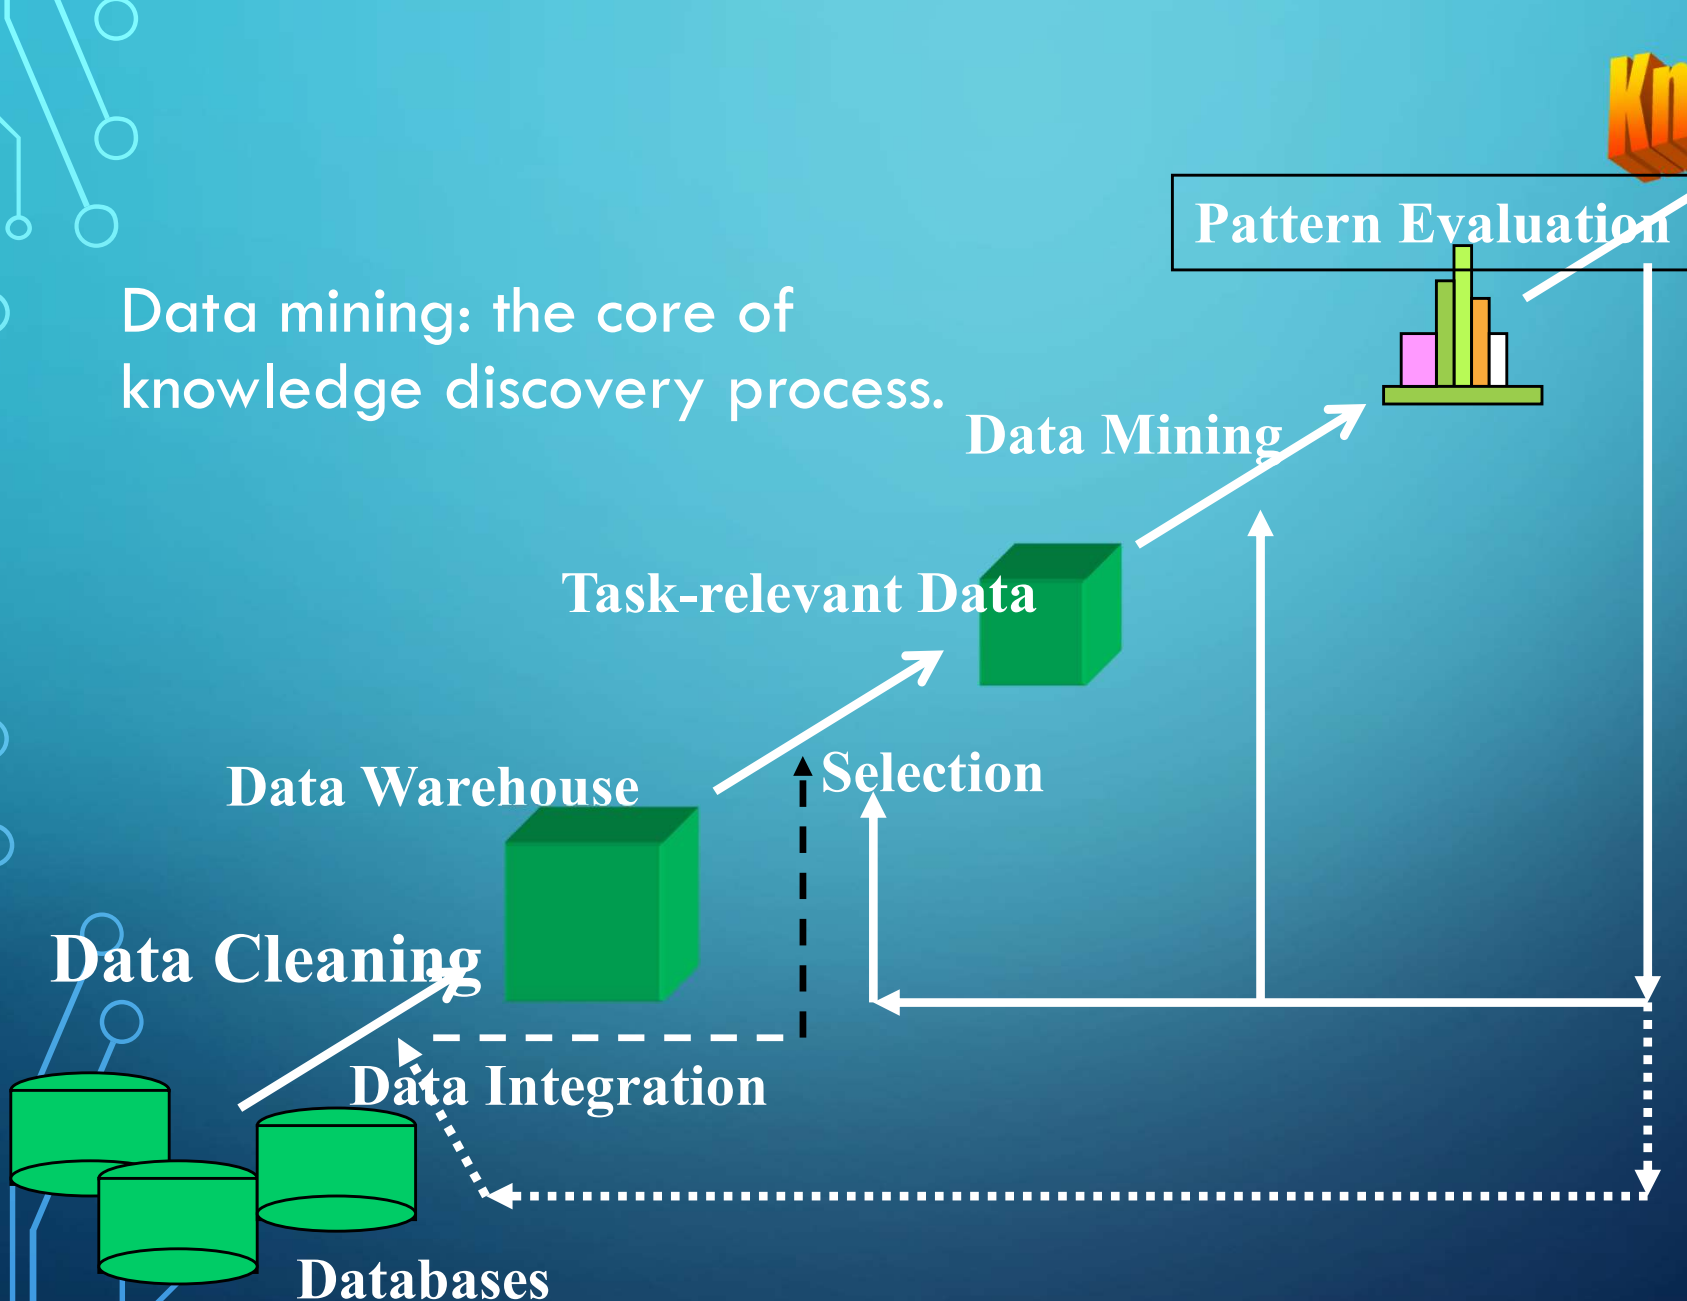 Kn
Pattern Evaluation
Data mining: the core of
knowledge discovery process.
Data Mining
Task-relevant Data
Selection
Data Warehouse
Data Cleaning
Data Integration
Databases